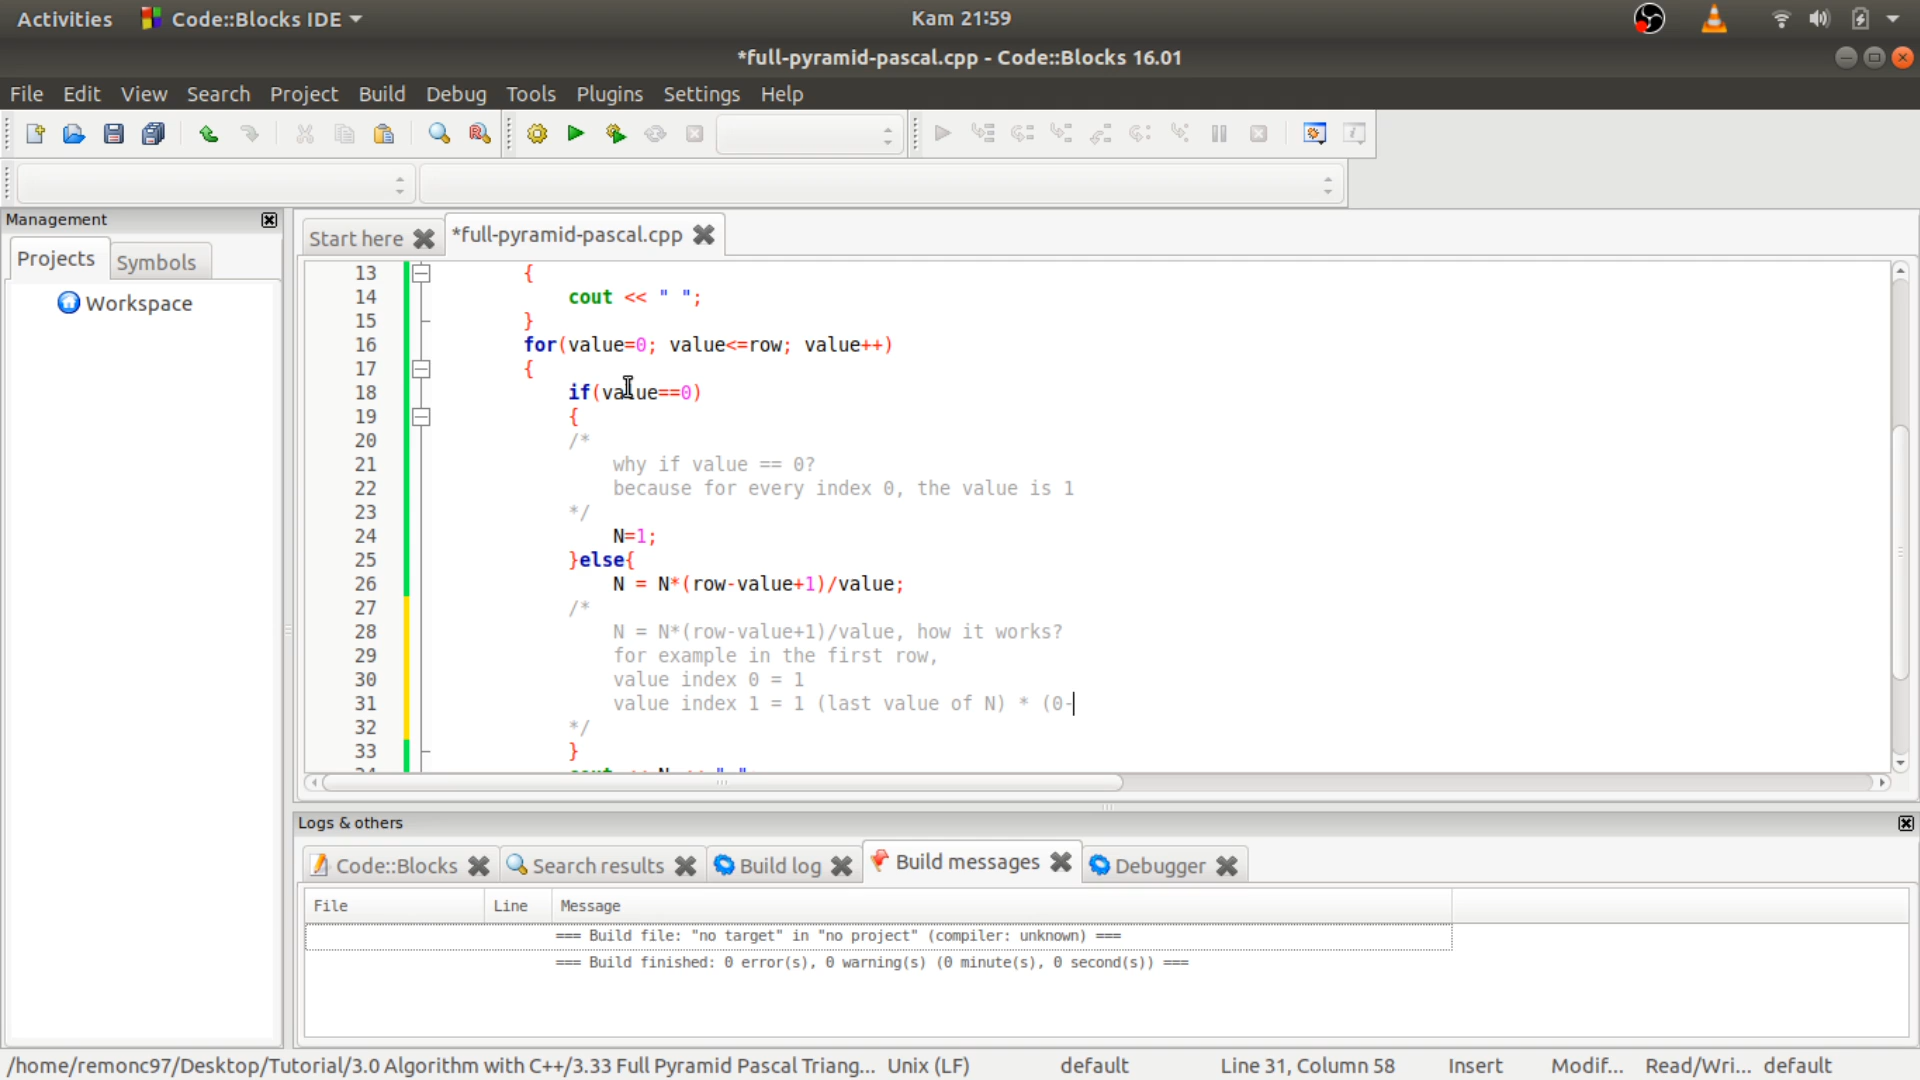 Activities Code::Blocks IDE Kam 21:59
*full-pyramid-pascal.cpp - Code::Blocks 16.01
File Edit View Search Project Build Debug Tools Plugins Settings Help
Management
Start here *full-pyramid-pascal.cpp
Projects Symbols
Workspace
13 {
14 cout << " ";
15 }
16 for(value=0; value<=row; value++)
17 {
18 if(value==0)
19 {
20 /*
21 why if value == 0?
22 because for every index 0, the value is 1
23 */
24 N=1;
25 }else{
26 N = N*(row-value+1)/value;
27 /*
28 N = N*(row-value+1)/value, how it works?
29 for example in the first row,
30 value index 0 = 1
31 value index 1 = 1 (last value of N) * (0-
32 */
33 }
Logs & others
Code::Blocks Search results Build log Build messages Debugger
File Line Message
=== Build file: "no target" in "no project" (compiler: unknown) ===
=== Build finished: 0 error(s), 0 warning(s) (0 minute(s), 0 second(s)) ===
/home/remonc97/Desktop/Tutorial/3.0 Algorithm with C++/3.33 Full Pyramid Pascal Triang... Unix (LF) default Line 31, Column 58 Insert Modif... Read/Wri... default